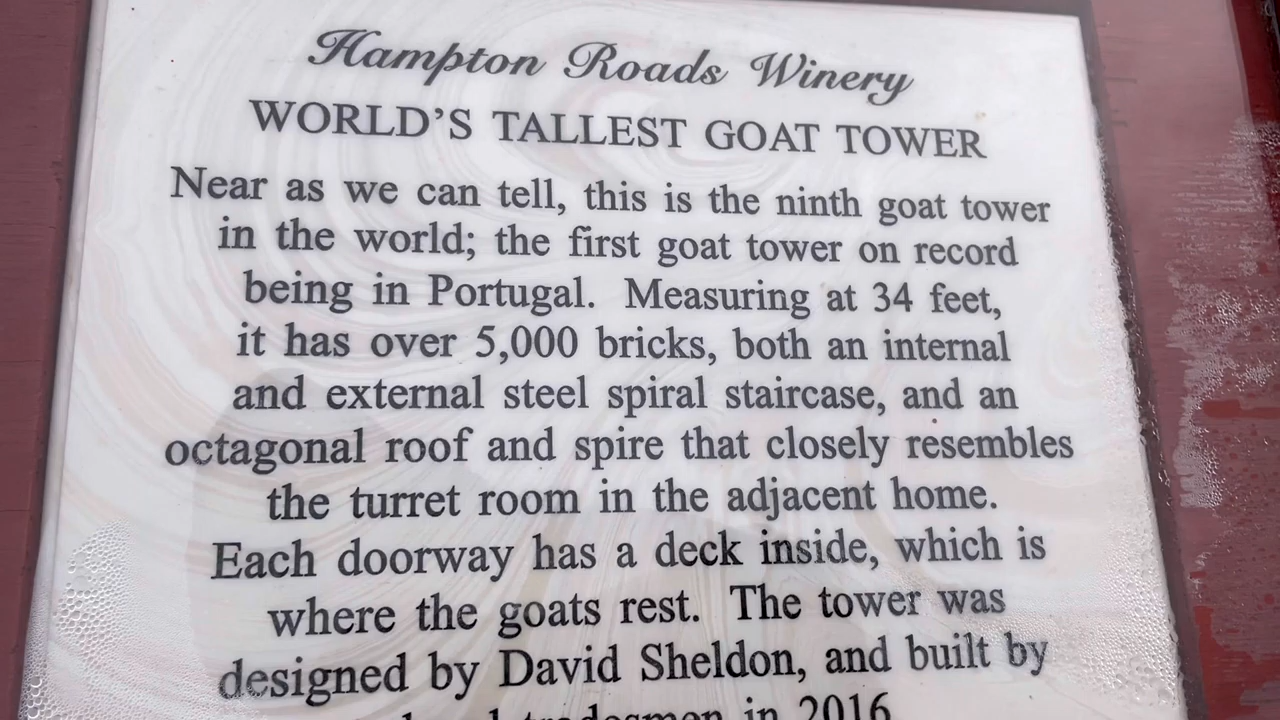 Hampton Roads Winery
WORLD'S TALLEST GOAT TOWER
Near as we can tell, this is the ninth goat tower
in the world; the first goat tower on record
being in Portugal. Measuring at 34 feet,
it has over 5,000 bricks, both an internal
and external steel spiral staircase, and an
octagonal roof and spire that closely resembles
the turret room in the adjacent home.
Each doorway has a deck inside, which is
where the goats rest. The tower was
designed by David Sheldon, and built by
tradesmen in 2016